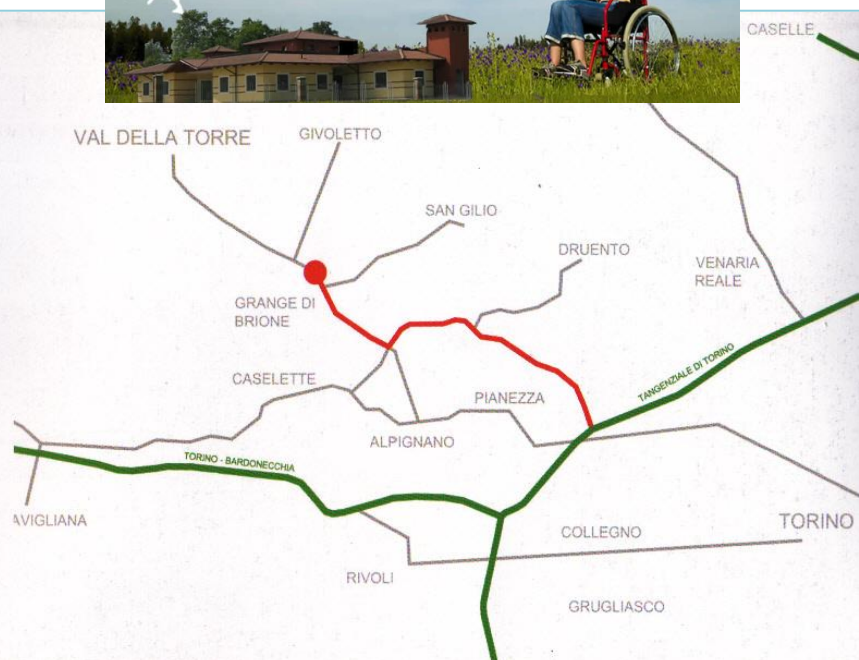 CASELLE
VAL DELLA TORRE
GIVOLETTO
SAN GILIO
DRUENTO
VENARIA
REALE
GRANGE DI
BRIONE
TANGENZIALE DI TORINO
CASELETTE
PIANEZZA
ALPIGNANO
TORINO - BARDONECCHIA
AVIGLIANA
TORINO
COLLEGNO
RIVOLI
GRUGLIASCO